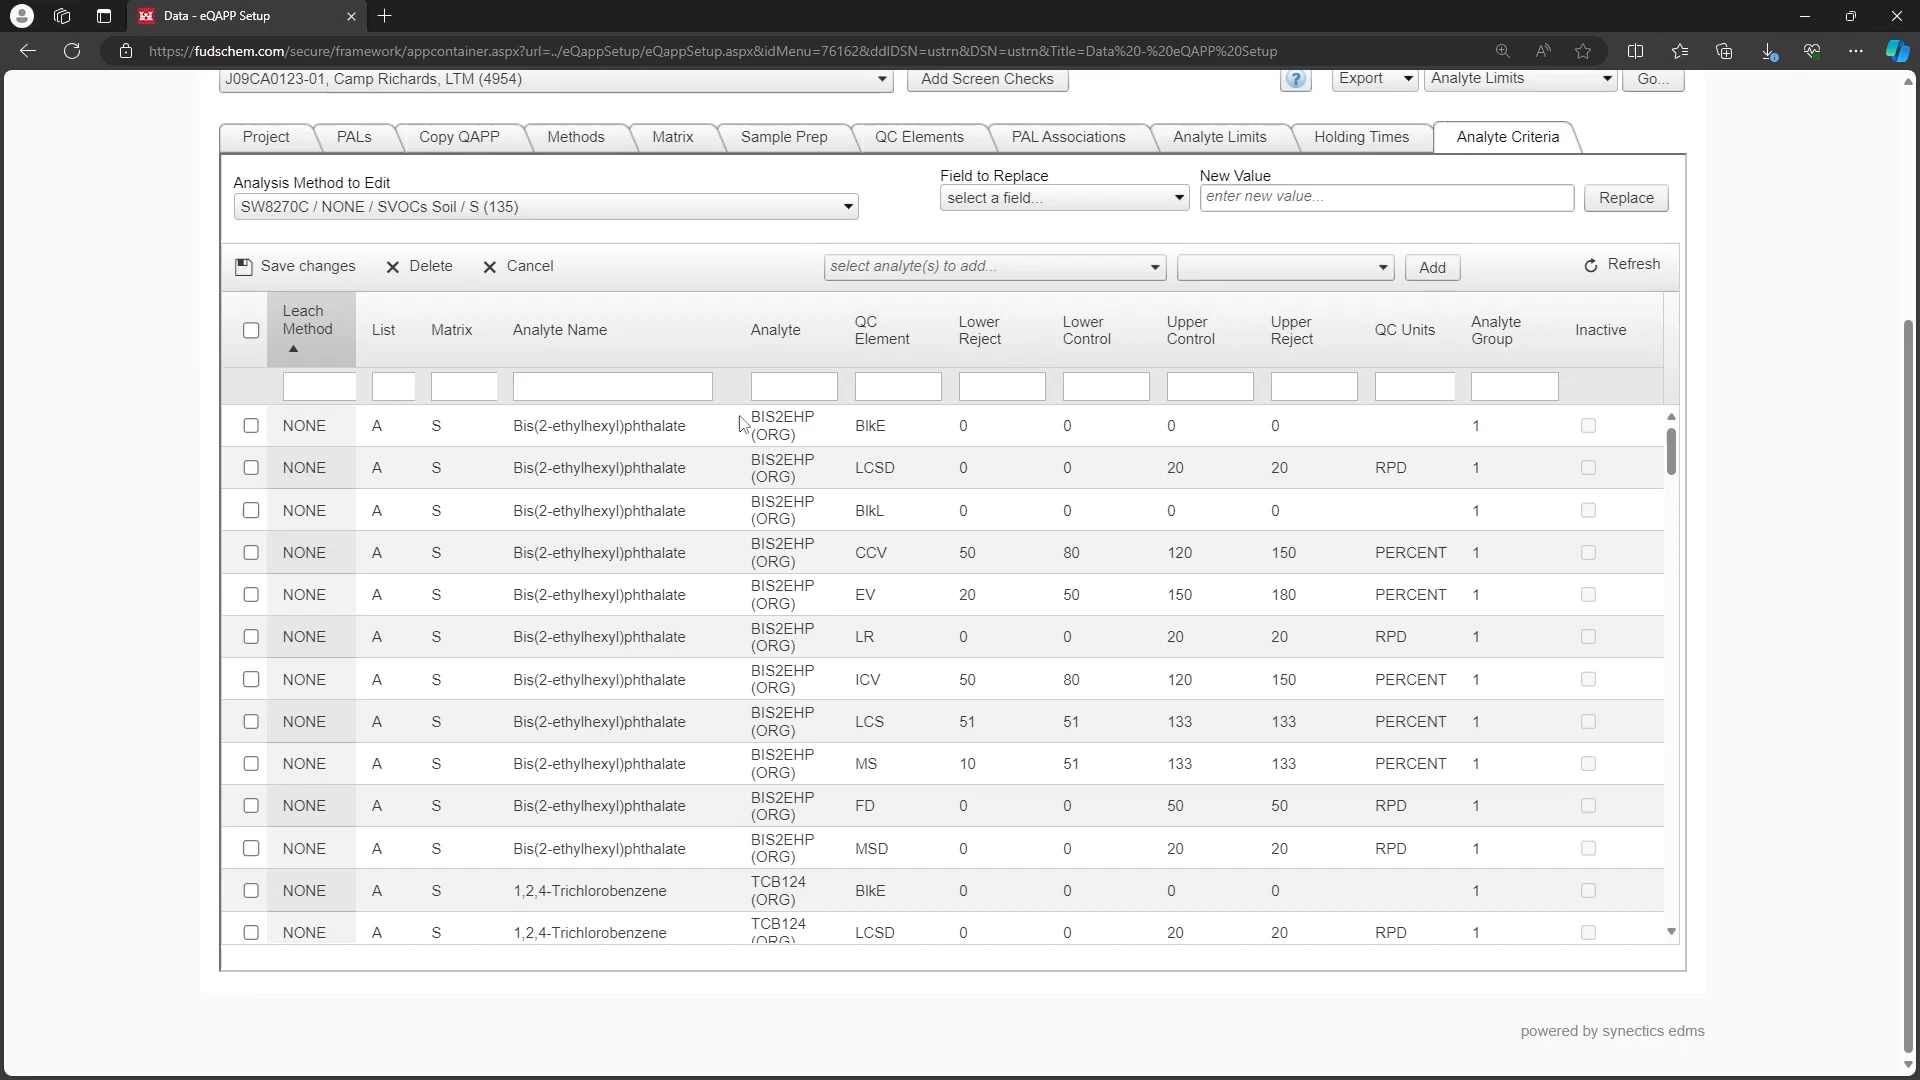 Data - eQAPP Setup
https://fudschem.com/secure/framework/appcontainer.aspx?url=../eQappSetup/eQappSetup.aspx&idMenu=76162&ddlDSN=ustrn&DSN=ustrn&Title=Data%20-%20eQAPP%20Setup
J09CA0123-01, Camp Richards, LTM (4954) Add Screen Checks ? Export Analyte Limits Go...
Project PALs Copy QAPP Methods Matrix Sample Prep QC Elements PAL Associations Analyte Limits Holding Times Analyte Criteria
Analysis Method to Edit Field to Replace New Value
SW8270C / NONE / SVOCs Soil / S (135) select a field... enter new value... Replace
Save changes Delete Cancel select analyte(s) to add... Add Refresh
Leach Method List Matrix Analyte Name Analyte QC Element Lower Reject Lower Control Upper Control Upper Reject QC Units Analyte Group Inactive
NONE A S Bis(2-ethylhexyl)phthalate BIS2EHP (ORG) BlkE 0 0 0 0 1
NONE A S Bis(2-ethylhexyl)phthalate BIS2EHP (ORG) LCSD 0 0 20 20 RPD 1
NONE A S Bis(2-ethylhexyl)phthalate BIS2EHP (ORG) BlkL 0 0 0 0 1
NONE A S Bis(2-ethylhexyl)phthalate BIS2EHP (ORG) CCV 50 80 120 150 PERCENT 1
NONE A S Bis(2-ethylhexyl)phthalate BIS2EHP (ORG) EV 20 50 150 180 PERCENT 1
NONE A S Bis(2-ethylhexyl)phthalate BIS2EHP (ORG) LR 0 0 20 20 RPD 1
NONE A S Bis(2-ethylhexyl)phthalate BIS2EHP (ORG) ICV 50 80 120 150 PERCENT 1
NONE A S Bis(2-ethylhexyl)phthalate BIS2EHP (ORG) LCS 51 51 133 133 PERCENT 1
NONE A S Bis(2-ethylhexyl)phthalate BIS2EHP (ORG) MS 10 51 133 133 PERCENT 1
NONE A S Bis(2-ethylhexyl)phthalate BIS2EHP (ORG) FD 0 0 50 50 RPD 1
NONE A S Bis(2-ethylhexyl)phthalate BIS2EHP (ORG) MSD 0 0 20 20 RPD 1
NONE A S 1,2,4-Trichlorobenzene TCB124 (ORG) BlkE 0 0 0 0 1
NONE A S 1,2,4-Trichlorobenzene TCB124 (ORG) LCSD 0 0 20 20 RPD 1
powered by synectics edms